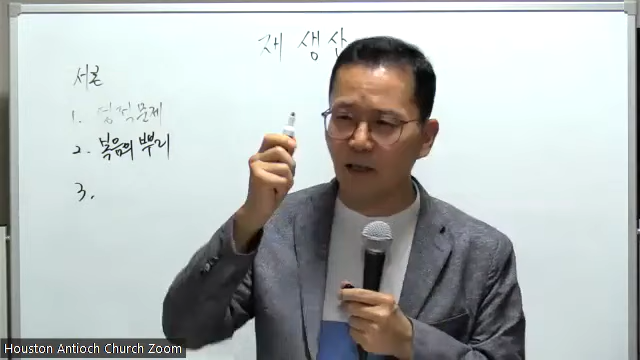 재 생산
서론
1. 영적 문제
2. 복음의 뿌리
3.
Houston Antioch Church Zoom